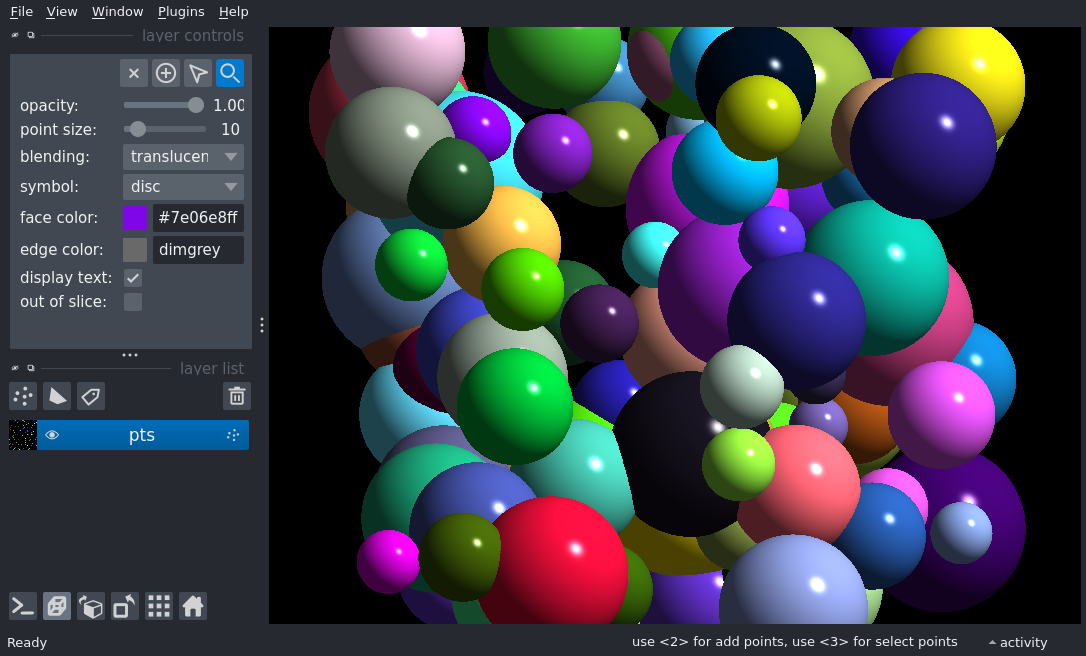 File View Window Plugins Help
layer controls
opacity: 1.00
point size: 10
blending: translucen
symbol: disc
face color: #7e06e8ff
edge color: dimgrey
display text:
out of slice:
layer list
pts
Ready use <2> for add points, use <3> for select points activity